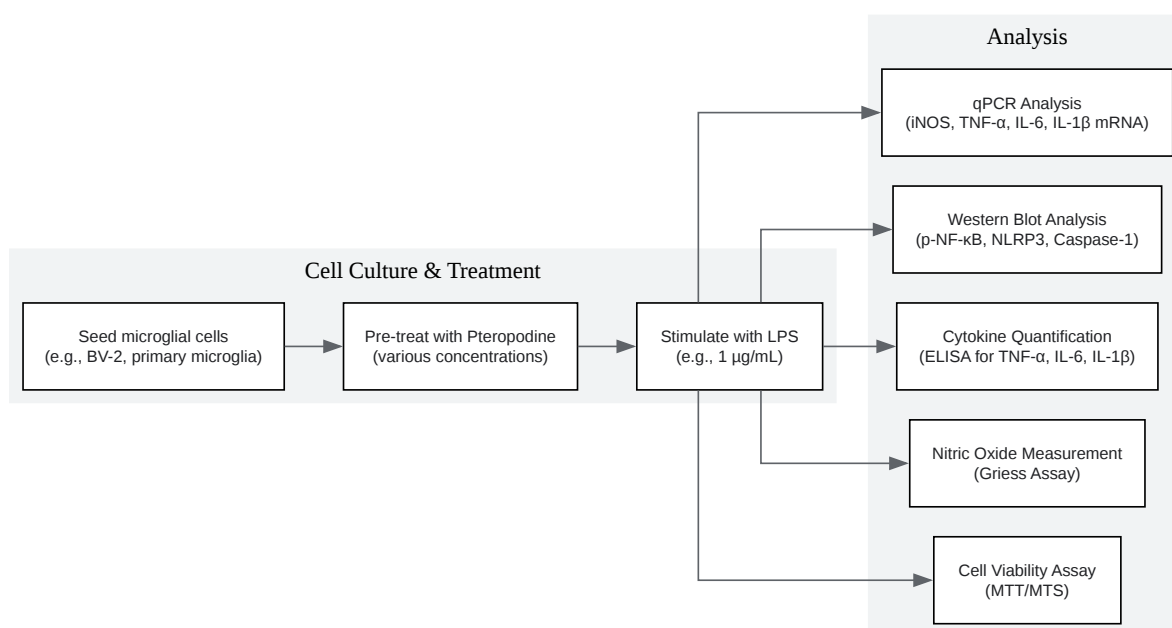 Analysis
qPCR Analysis
(iNOS, TNF-α, IL-6, IL-1β mRNA)
Western Blot Analysis
(p-NF-κB, NLRP3, Caspase-1)
Cell Culture & Treatment
Seed microglial cells
(e.g., BV-2, primary microglia)
Pre-treat with Pteropodine
(various concentrations)
Stimulate with LPS
(e.g., 1 µg/mL)
Cytokine Quantification
(ELISA for TNF-α, IL-6, IL-1β)
Nitric Oxide Measurement
(Griess Assay)
Cell Viability Assay
(MTT/MTS)